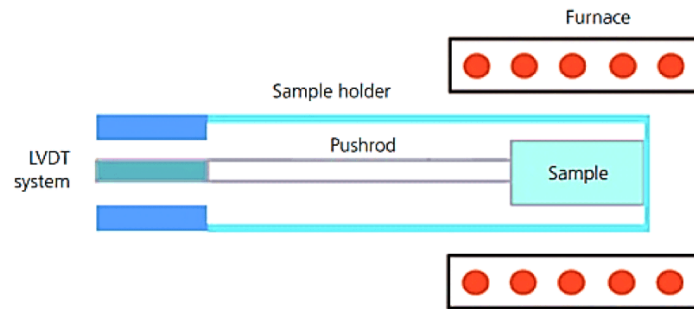 Furnace
Sample holder
Pushrod
LVDT
system
Sample